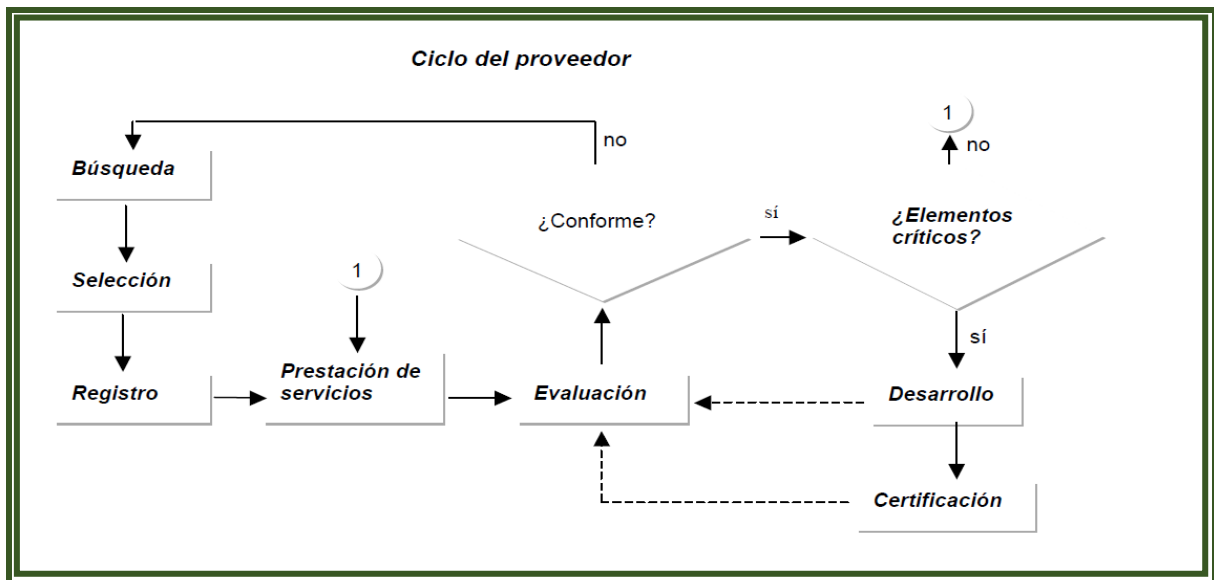 Ciclo del proveedor
1
no
no
Búsqueda
¿Conforme?
sí
¿Elementos
críticos?
Selección
1
sí
Registro
Prestación de
servicios
Evaluación
Desarrollo
Certificación